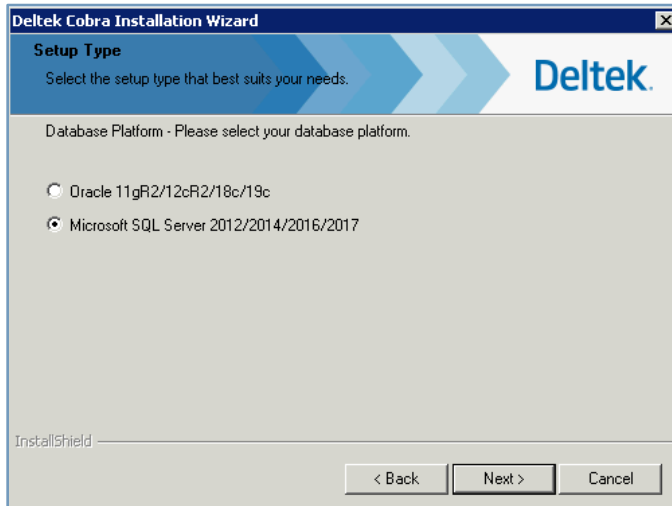 Deltek Cobra Installation Wizard
Setup Type
Select the setup type that best suits your needs.
Deltek.
Database Platform - Please select your database platform.
Oracle 11gR2/12cR2/18c/19c
Microsoft SQL Server 2012/2014/2016/2017
InstallShield
< Back Next > Cancel